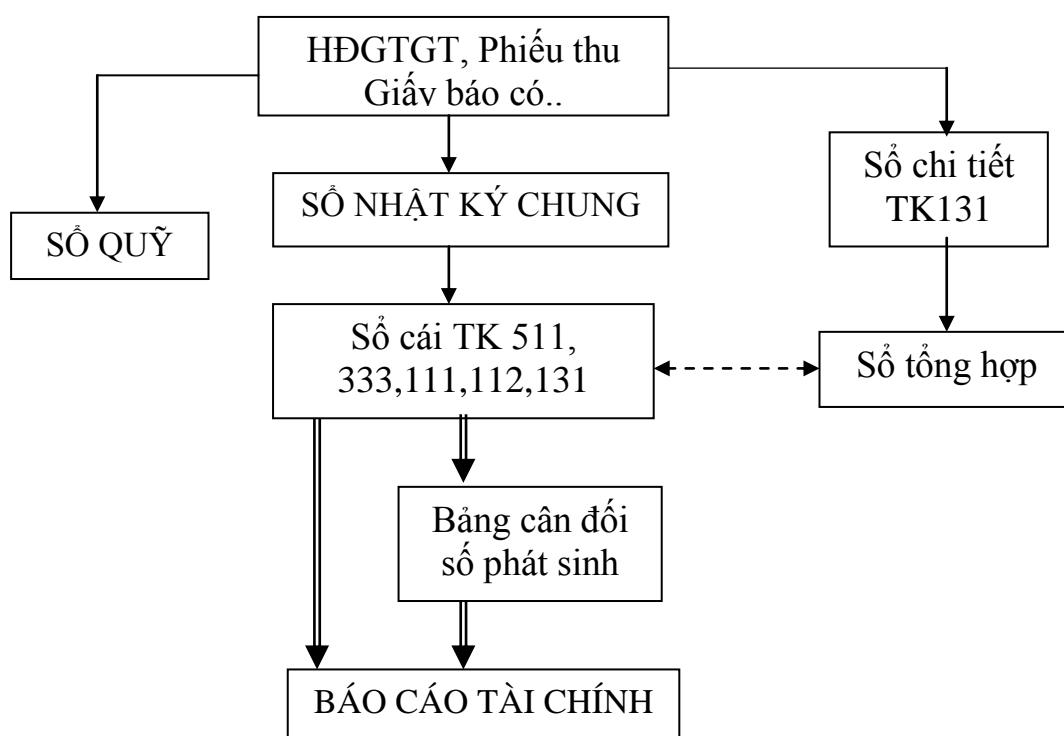 HĐGTGT, Phiếu thu
Giấy báo có..
SỔ QUỸ
SỔ NHẬT KÝ CHUNG
Sổ chi tiết
TK131
Sổ cái TK 511,
333,111,112,131
Sổ tổng hợp
Bảng cân đối
số phát sinh
BÁO CÁO TÀI CHÍNH